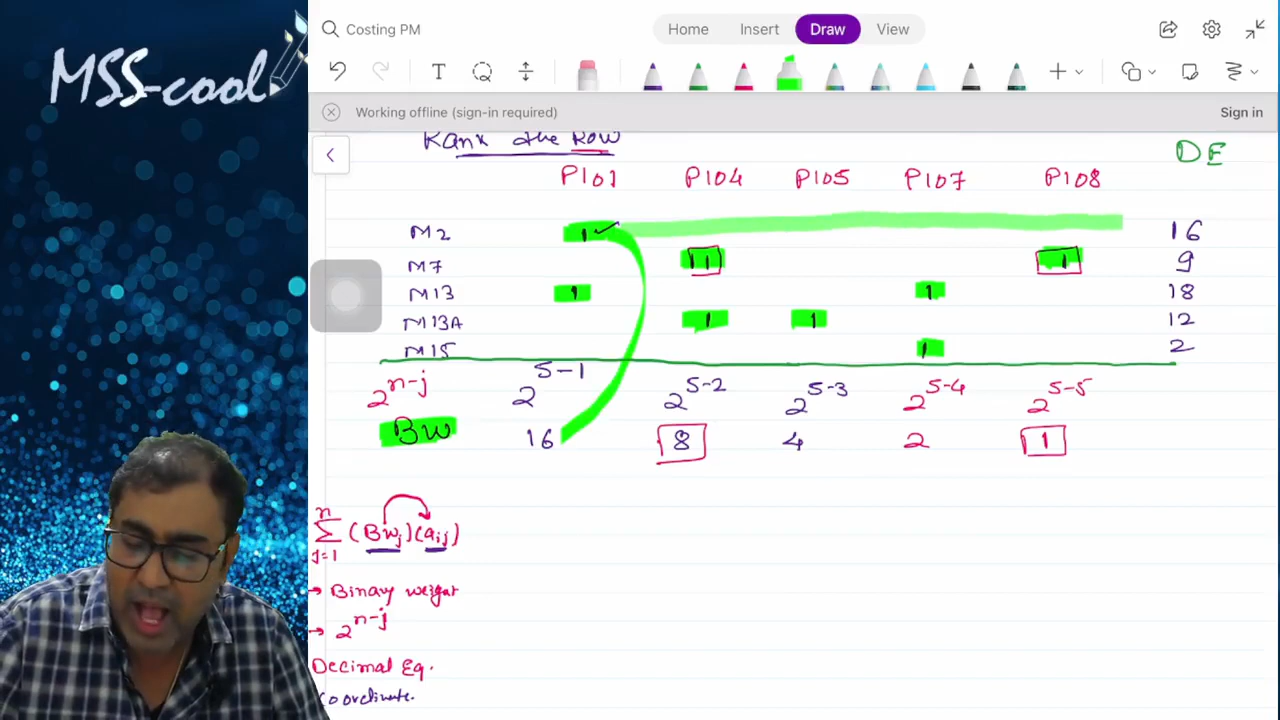 MSS-cool
Costing PM
Home Insert Draw View
Working offline (sign-in required) Sign in
Rank the Row
DE
P101 P104 P105 P107 P108
M2 1 16
M7 1 1 9
M13 1 1 18
M13A 1 1 12
M15 1 2
2^n-j 2^5-1 2^5-2 2^5-3 2^5-4 2^5-5
BW 16 8 4 2 1
n
Σ (BWj)(aij)
J=1
→ Binary weight
→ 2^n-j
Decimal Eq.
Coordinate.